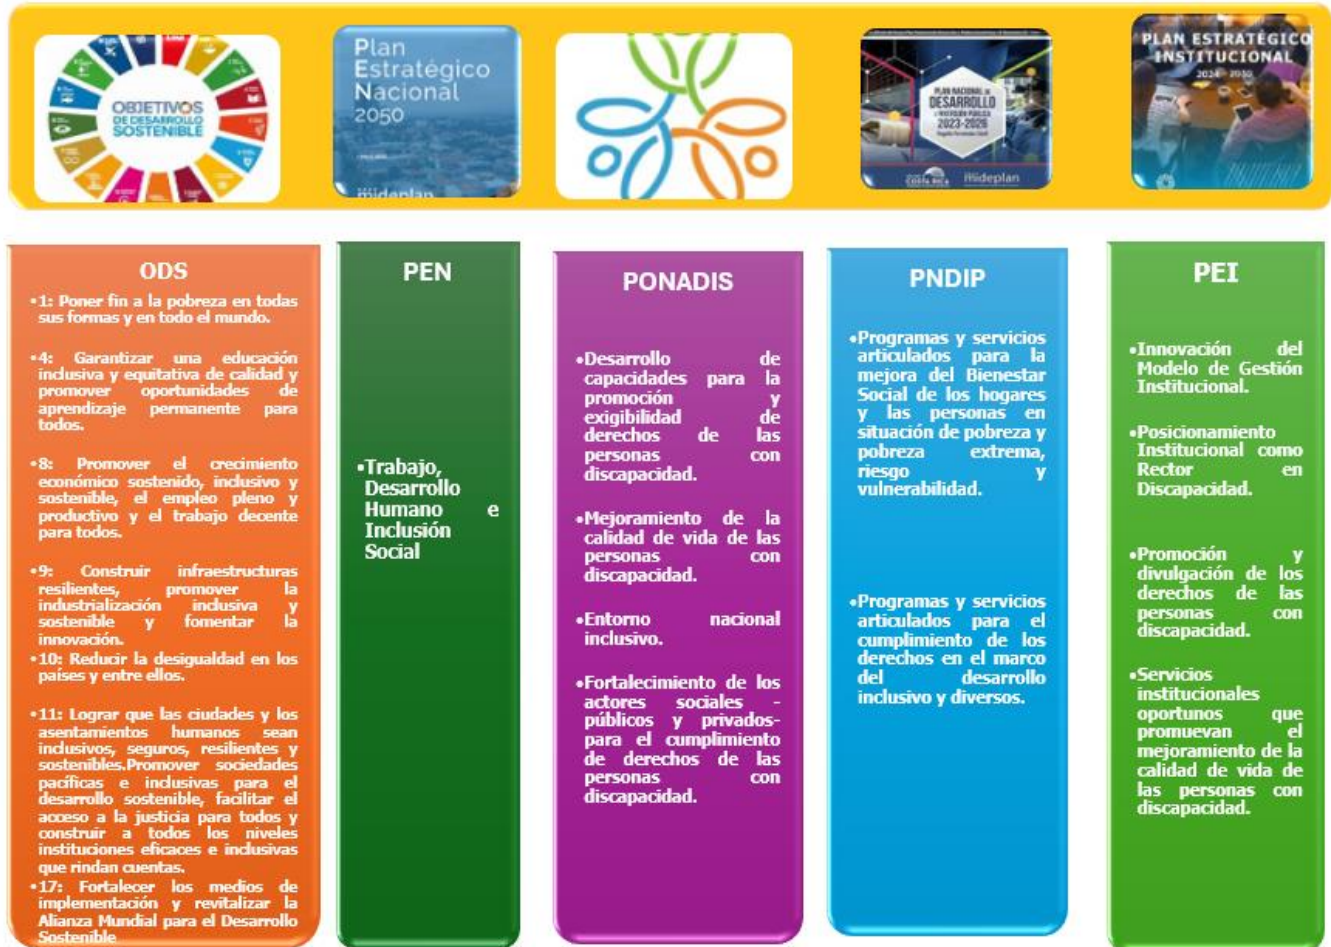 OBJETIVOS
DE DESARROLLO
SOSTENIBLE
Plan
Estratégico
Nacional
2050
mideplan
PLAN NACIONAL DE
DESARROLLO
E INVERSIÓN PÚBLICA
2023-2026
COSTA RICA
mideplan
PLAN ESTRATÉGICO
INSTITUCIONAL
2024 - 2030
ODS
•1: Poner fin a la pobreza en todas
sus formas y en todo el mundo.
•4: Garantizar una educación
inclusiva y equitativa de calidad y
promover oportunidades de
aprendizaje permanente para
todos.
•8: Promover el crecimiento
económico sostenido, inclusivo y
sostenible, el empleo pleno y
productivo y el trabajo decente
para todos.
•9: Construir infraestructuras
resilientes, promover la
industrialización inclusiva y
sostenible y fomentar la
innovación.
•10: Reducir la desigualdad en los
países y entre ellos.
•11: Lograr que las ciudades y los
asentamientos humanos sean
inclusivos, seguros, resilientes y
sostenibles.Promover sociedades
pacíficas e inclusivas para el
desarrollo sostenible, facilitar el
acceso a la justicia para todos y
construir a todos los niveles
instituciones eficaces e inclusivas
que rindan cuentas.
•17: Fortalecer los medios de
implementación y revitalizar la
Alianza Mundial para el Desarrollo
Sostenible
PEN
•Trabajo,
Desarrollo
Humano e
Inclusión
Social
PONADIS
•Desarrollo de
capacidades para la
promoción y
exigibilidad de
derechos de las
personas con
discapacidad.
•Mejoramiento de la
calidad de vida de las
personas con
discapacidad.
•Entorno nacional
inclusivo.
•Fortalecimiento de los
actores sociales -
públicos y privados-
para el cumplimiento
de derechos de las
personas con
discapacidad.
PNDIP
•Programas y servicios
articulados para la
mejora del Bienestar
Social de los hogares
y las personas en
situación de pobreza y
pobreza extrema,
riesgo y
vulnerabilidad.
•Programas y servicios
articulados para el
cumplimiento de los
derechos en el marco
del desarrollo
inclusivo y diversos.
PEI
•Innovación del
Modelo de Gestión
Institucional.
•Posicionamiento
Institucional como
Rector en
Discapacidad.
•Promoción y
divulgación de los
derechos de las
personas con
discapacidad.
•Servicios
institucionales
oportunos que
promuevan el
mejoramiento de la
calidad de vida de
las personas con
discapacidad.